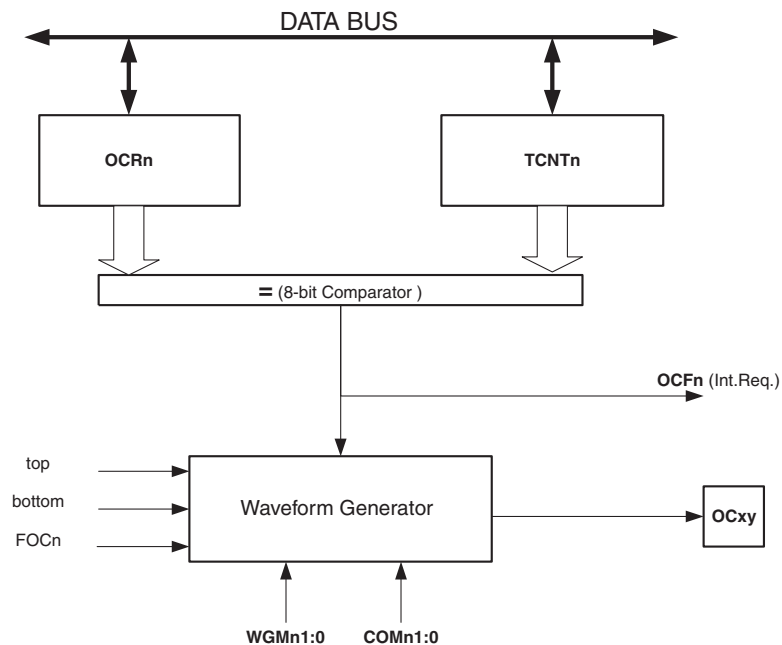 DATA BUS
OCRn
TCNTn
= (8-bit Comparator )
OCFn (Int.Req.)
top
bottom
FOCn
Waveform Generator
OCxy
WGMn1:0
COMn1:0